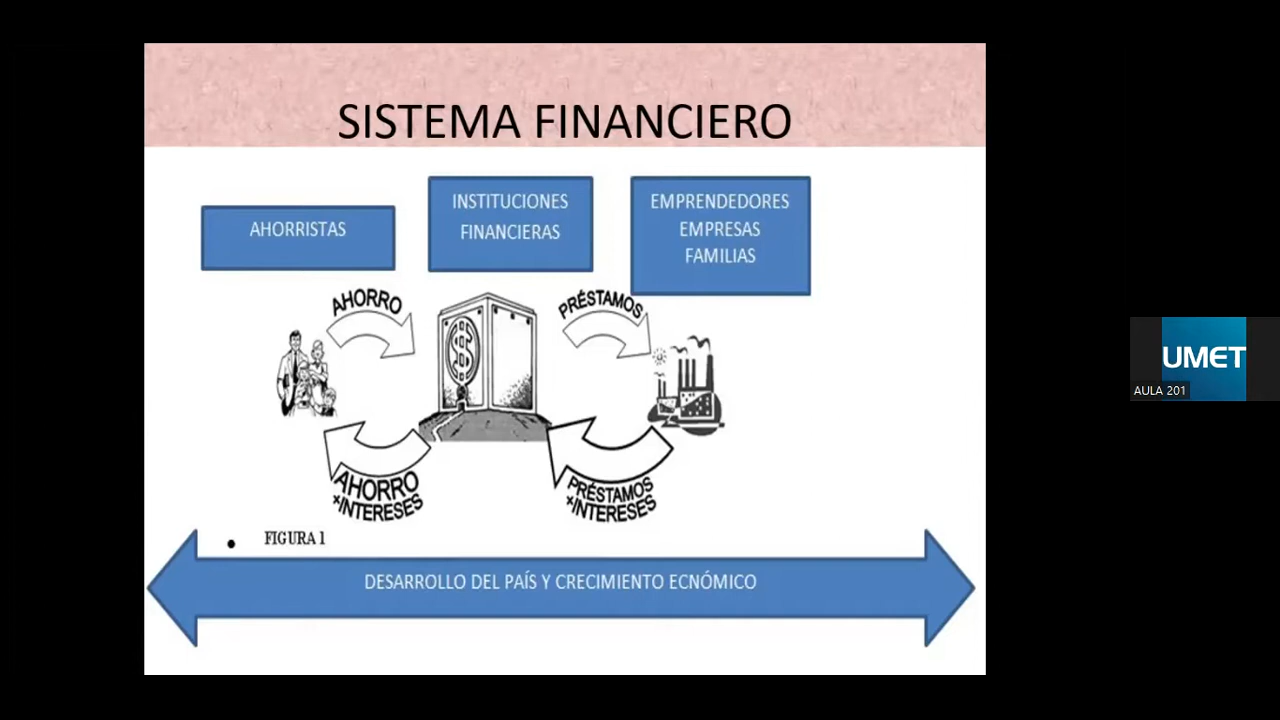 SISTEMA FINANCIERO
AHORRISTAS
INSTITUCIONES
FINANCIERAS
EMPRENDEDORES
EMPRESAS
FAMILIAS
AHORRO
PRÉSTAMOS
AHORRO
+INTERESES
PRÉSTAMOS
+INTERESES
• FIGURA 1
DESARROLLO DEL PAÍS Y CRECIMIENTO ECNÓMICO
UMET
AULA 201